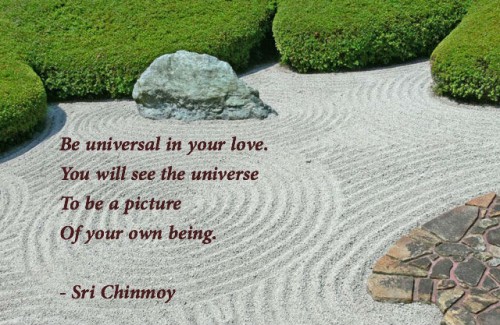 Be universal in your love.
You will see the universe
To be a picture
Of your own being.
- Sri Chinmoy